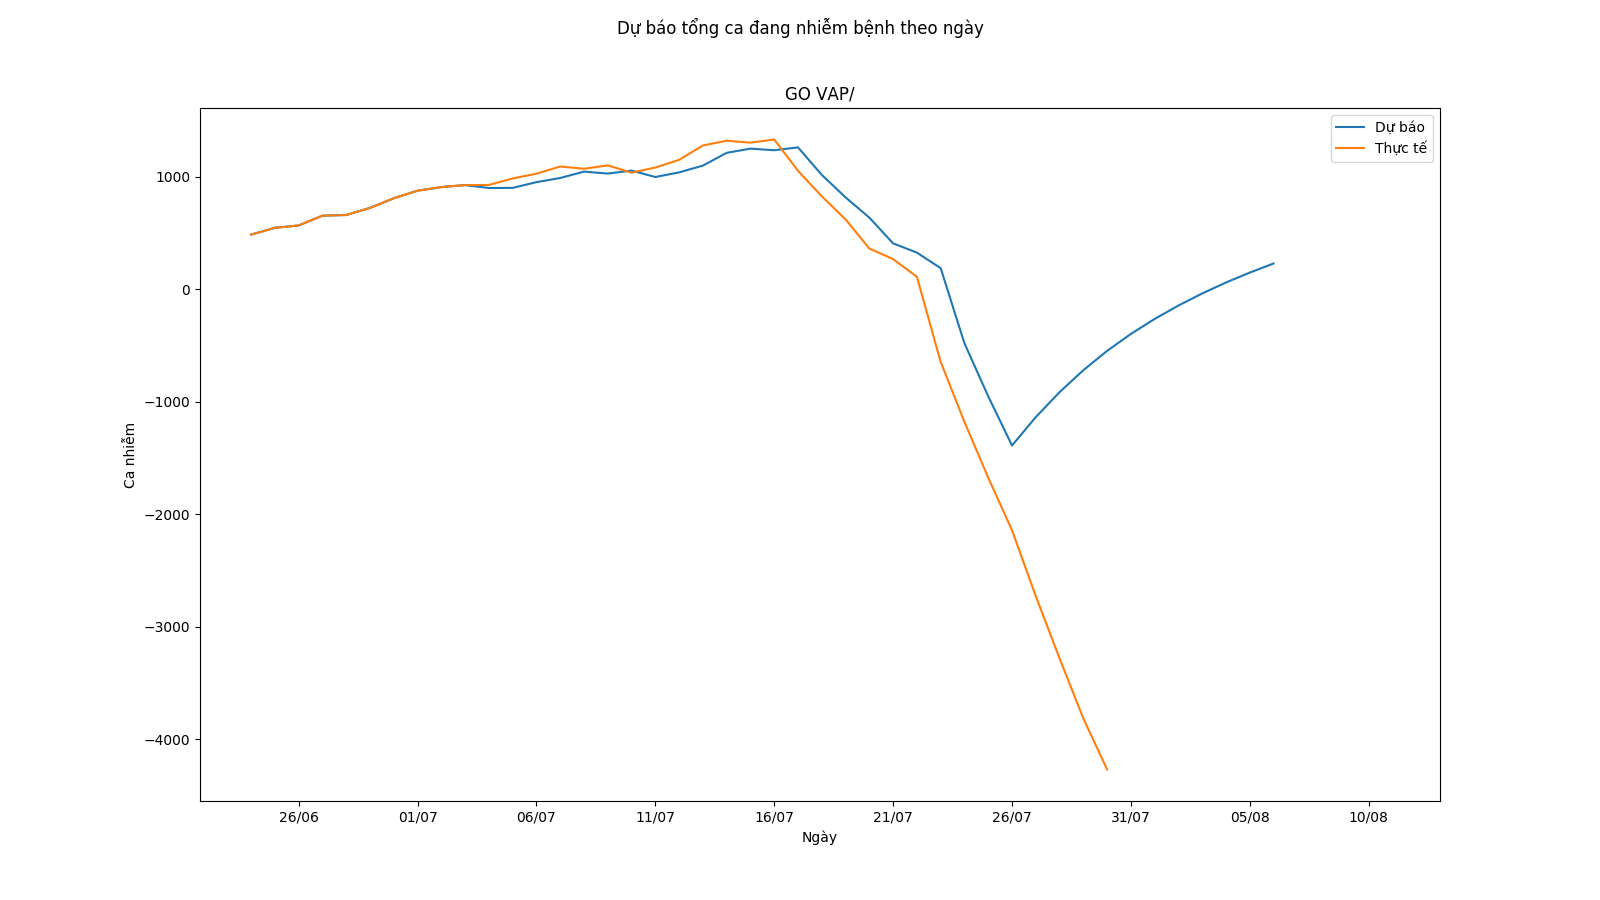 Dự báo tổng ca đang nhiễm bệnh theo ngày
GO VAP/
Dự báo
Thực tế
1000
0
−1000
−2000
−3000
−4000
Ca nhiễm
26/06 01/07 06/07 11/07 16/07 21/07 26/07 31/07 05/08 10/08
Ngày